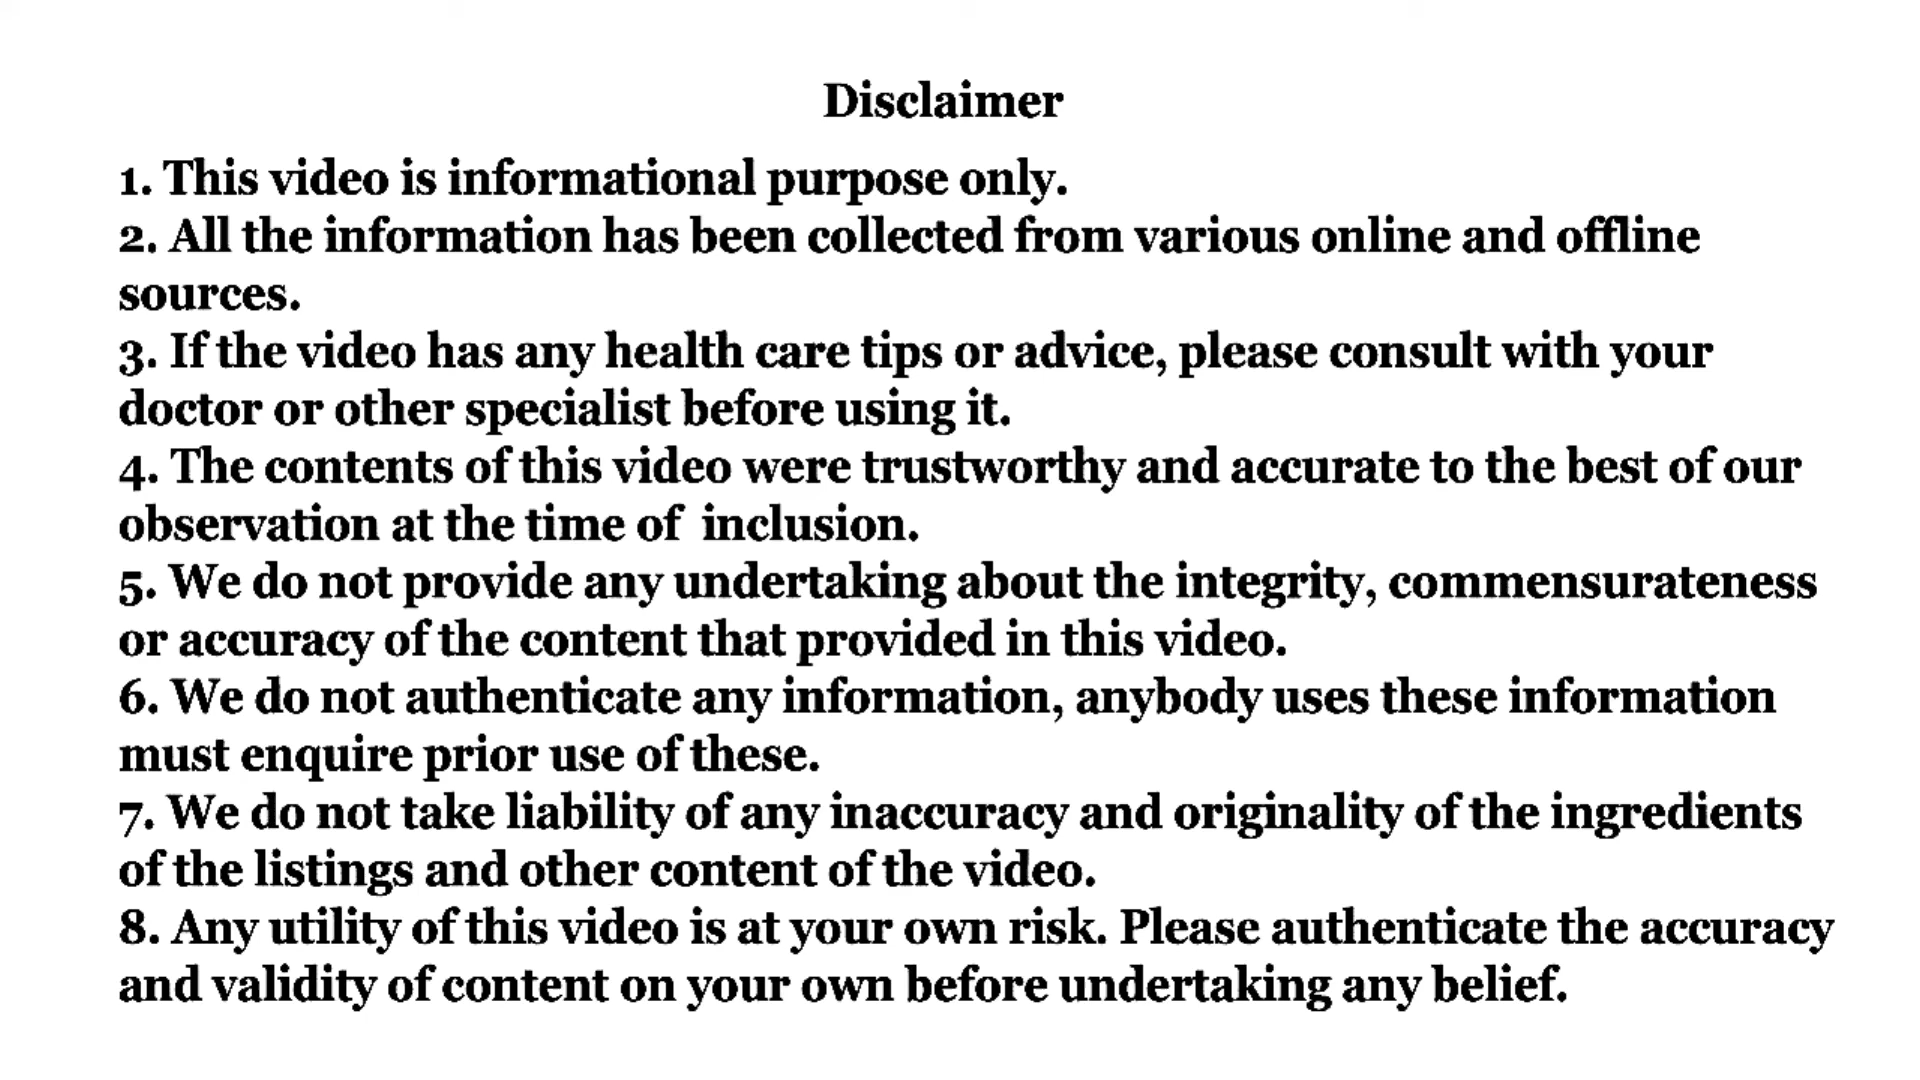 Disclaimer
1. This video is informational purpose only.
2. All the information has been collected from various online and offline
sources.
3. If the video has any health care tips or advice, please consult with your
doctor or other specialist before using it.
4. The contents of this video were trustworthy and accurate to the best of our
observation at the time of  inclusion.
5. We do not provide any undertaking about the integrity, commensurateness
or accuracy of the content that provided in this video.
6. We do not authenticate any information, anybody uses these information
must enquire prior use of these.
7. We do not take liability of any inaccuracy and originality of the ingredients
of the listings and other content of the video.
8. Any utility of this video is at your own risk. Please authenticate the accuracy
and validity of content on your own before undertaking any belief.